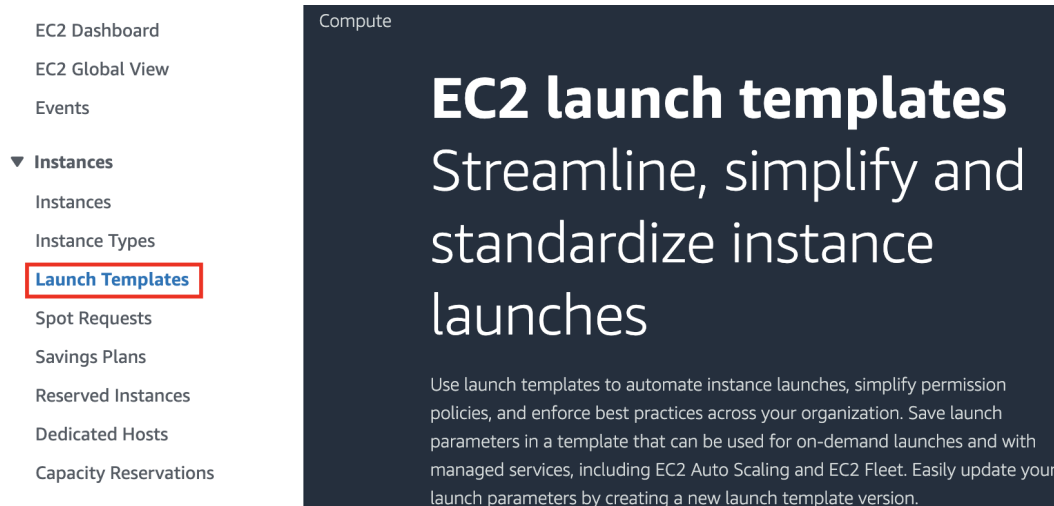 EC2 Dashboard
EC2 Global View
Events
Instances
Instances
Instance Types
Launch Templates
Spot Requests
Savings Plans
Reserved Instances
Dedicated Hosts
Capacity Reservations
Compute
EC2 launch templates
Streamline, simplify and
standardize instance
launches
Use launch templates to automate instance launches, simplify permission
policies, and enforce best practices across your organization. Save launch
parameters in a template that can be used for on-demand launches and with
managed services, including EC2 Auto Scaling and EC2 Fleet. Easily update your
launch parameters by creating a new launch template version.